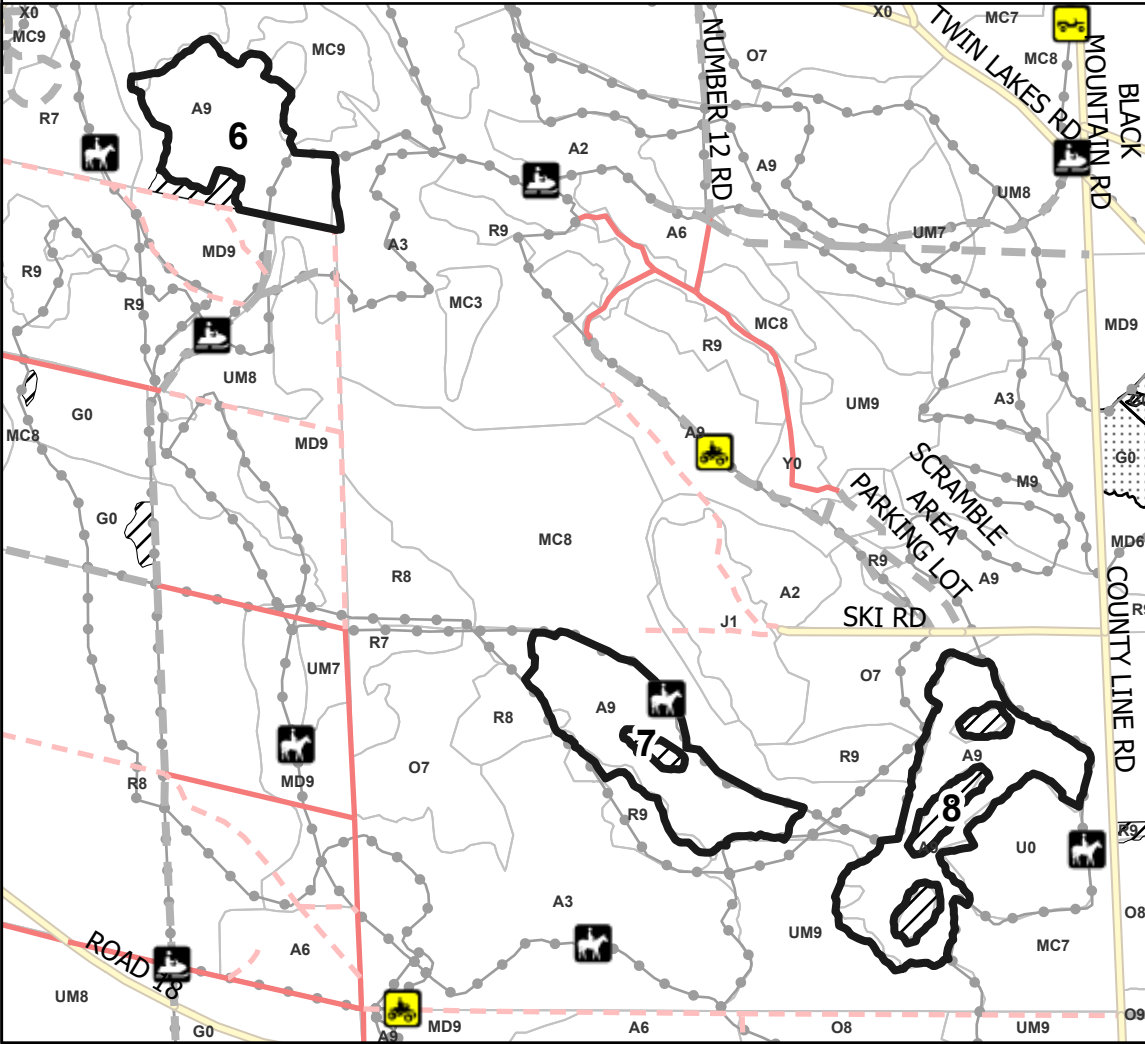 X0
MC9
MC9
X0
MC7
O7
MC8
TWIN LAKES RD
NUMBER 12 RD
BLACK
MOUNTAIN RD
A9
6
R7
A2
A9
UM8
R9
A6
UM7
MD9
A3
R9
R9
MC3
MC8
MD9
R9
UM8
UM9
A3
G0
MC8
MD9
A9
Y0
SCRAMBLE
AREA
PARKING LOT
M9
G0
G0
MC8
MD6
R9
A9
R8
A2
COUNTY LINE RD
J1
SKI RD
R7
UM7
O7
A9
R8
7
A9
R9
O7
MD9
R8
8
R9
A9
U0
R9
A3
UM9
MC7
O8
A6
ROAD 18
UM8
G0
MD9
A9
A6
O8
UM9
O9